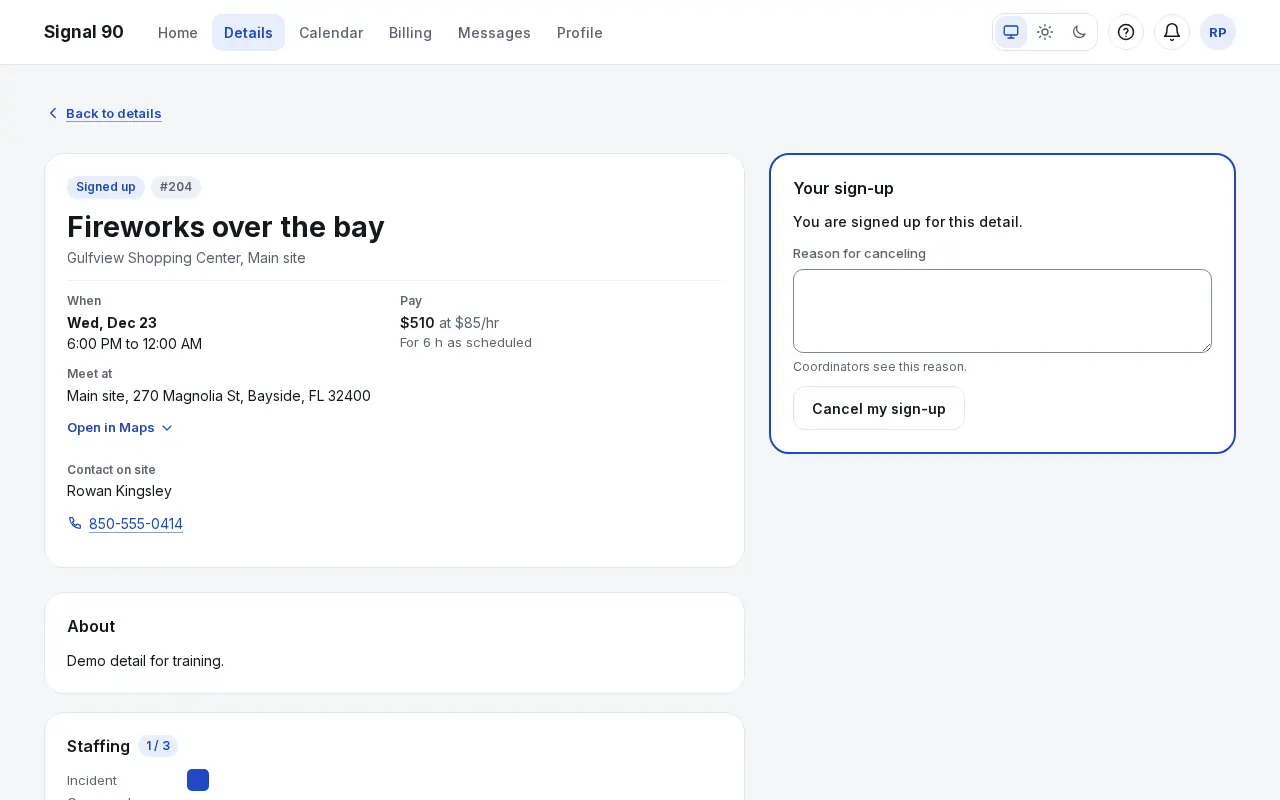 Signal 90
Home
Details
Calendar
Billing
Messages
Profile
RP
Back to details
Signed up
#204
Fireworks over the bay
Gulfview Shopping Center, Main site
When
Wed, Dec 23
6:00 PM to 12:00 AM
Pay
$510 at $85/hr
For 6 h as scheduled
Meet at
Main site, 270 Magnolia St, Bayside, FL 32400
Open in Maps
Contact on site
Rowan Kingsley
850-555-0414
Your sign-up
You are signed up for this detail.
Reason for canceling
Coordinators see this reason.
Cancel my sign-up
About
Demo detail for training.
Staffing
1 / 3
Incident